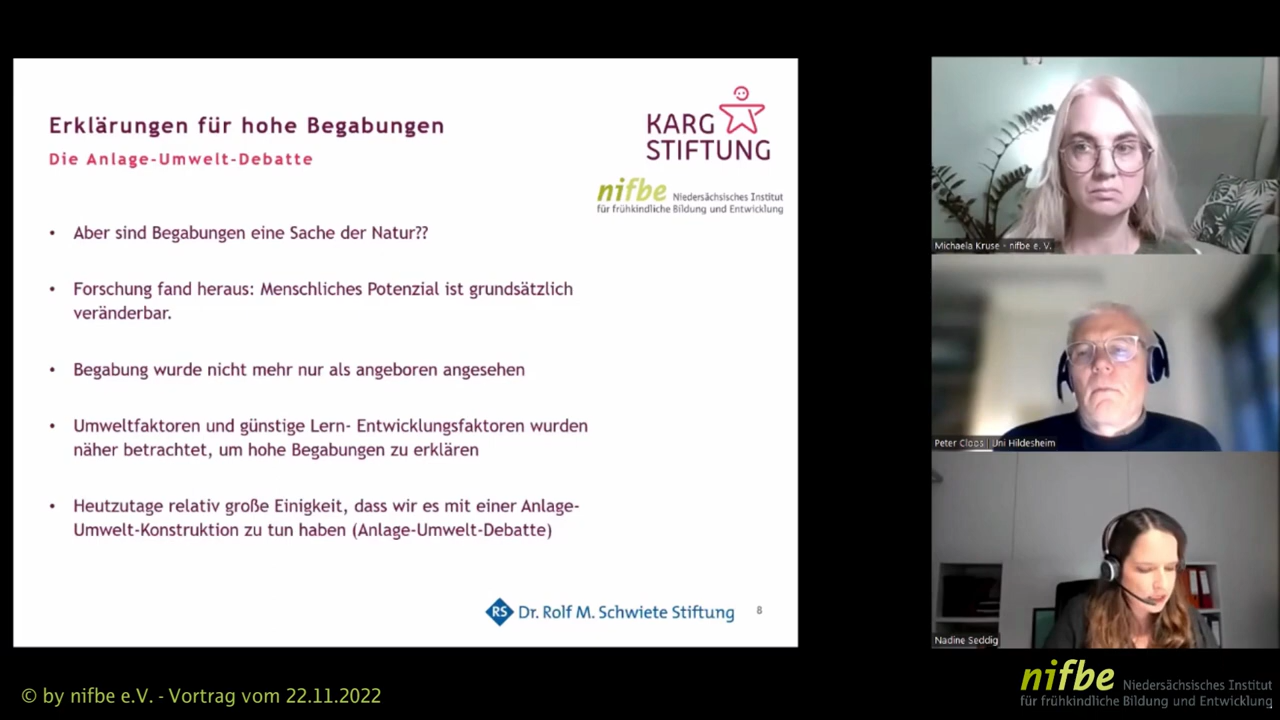 Erklärungen für hohe Begabungen
Die Anlage-Umwelt-Debatte
KARG
STIFTUNG
nifbe Niedersächsisches Institut
für frühkindliche Bildung und Entwicklung
• Aber sind Begabungen eine Sache der Natur??
• Forschung fand heraus: Menschliches Potenzial ist grundsätzlich
veränderbar.
• Begabung wurde nicht mehr nur als angeboren angesehen
• Umweltfaktoren und günstige Lern- Entwicklungsfaktoren wurden
näher betrachtet, um hohe Begabungen zu erklären
• Heutzutage relativ große Einigkeit, dass wir es mit einer Anlage-
Umwelt-Konstruktion zu tun haben (Anlage-Umwelt-Debatte)
RS Dr. Rolf M. Schwiete Stiftung
8
Michaela Kruse - nifbe e. V.
Peter Cloos | Uni Hildesheim
Nadine Seddig
© by nifbe e.V. - Vortrag vom 22.11.2022
nifbe Niedersächsisches Institut
für frühkindliche Bildung und Entwicklung